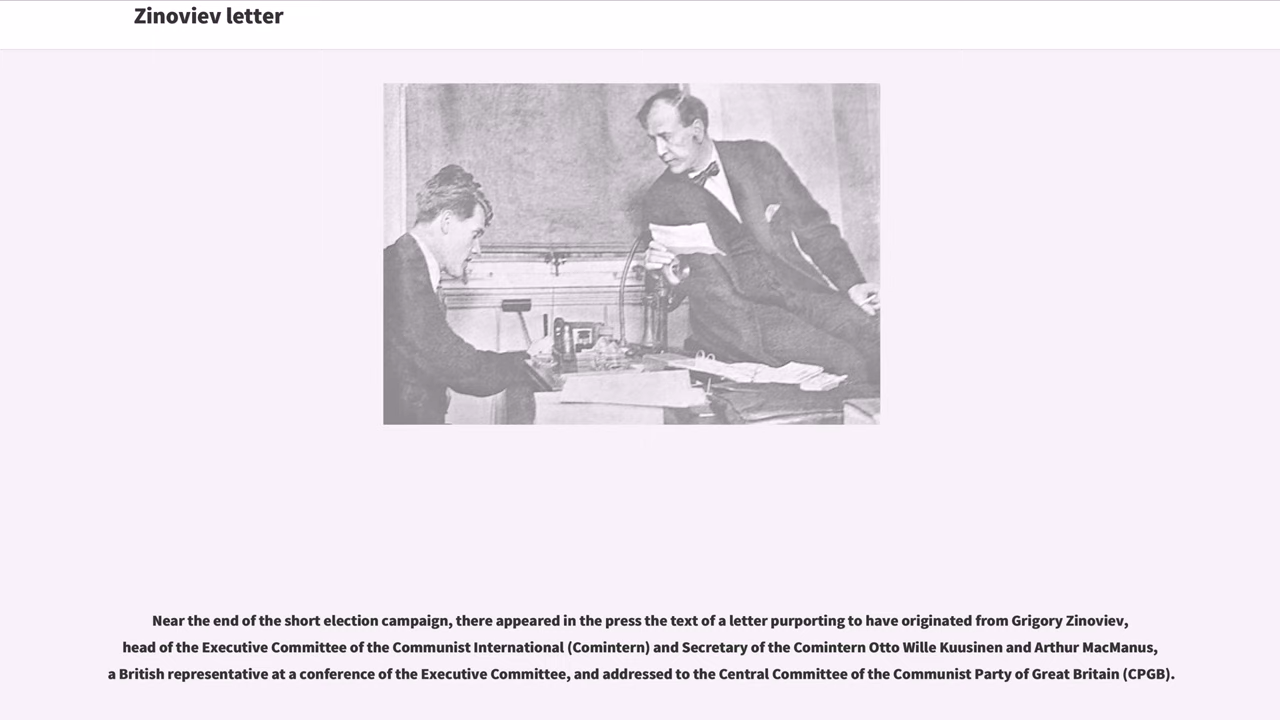 Zinoviev letter
Near the end of the short election campaign, there appeared in the press the text of a letter purporting to have originated from Grigory Zinoviev,
head of the Executive Committee of the Communist International (Comintern) and Secretary of the Comintern Otto Wille Kuusinen and Arthur MacManus,
a British representative at a conference of the Executive Committee, and addressed to the Central Committee of the Communist Party of Great Britain (CPGB).